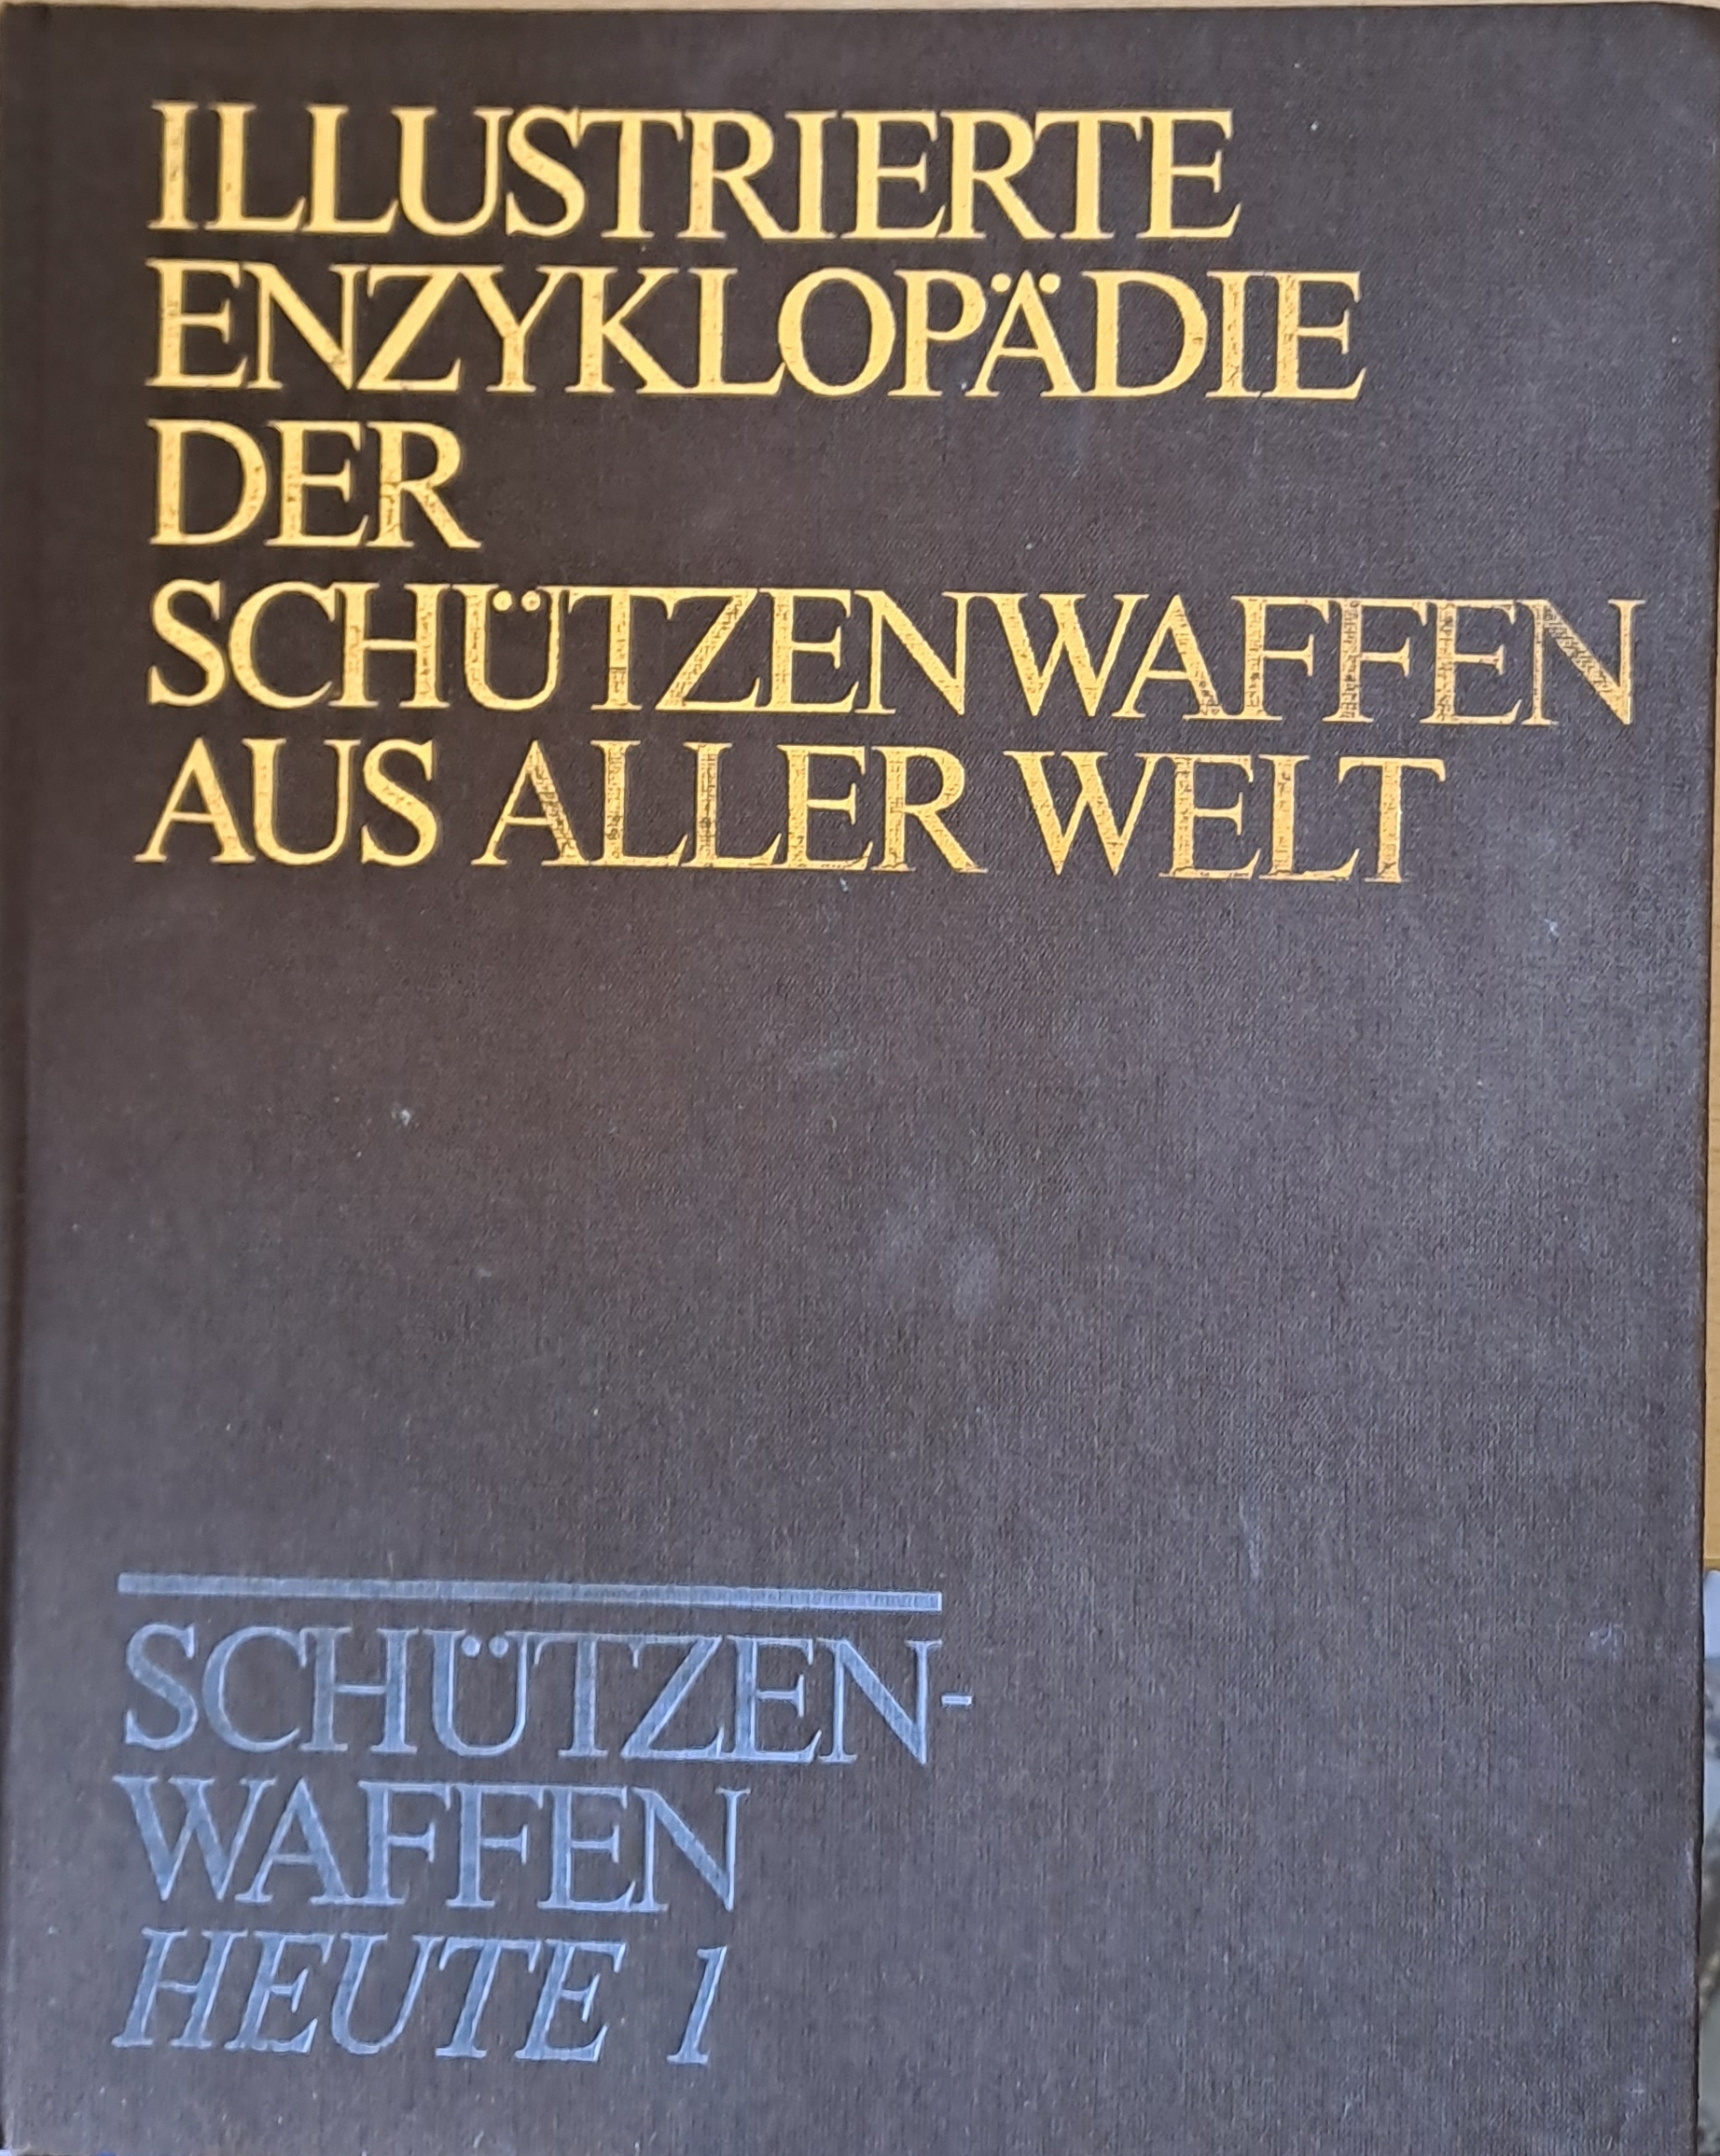 ILLUSTRIERTE
ENZYKLOPÄDIE
DER
SCHÜTZENWAFFEN
AUS ALLER WELT
SCHÜTZEN-
WAFFEN
HEUTE 1